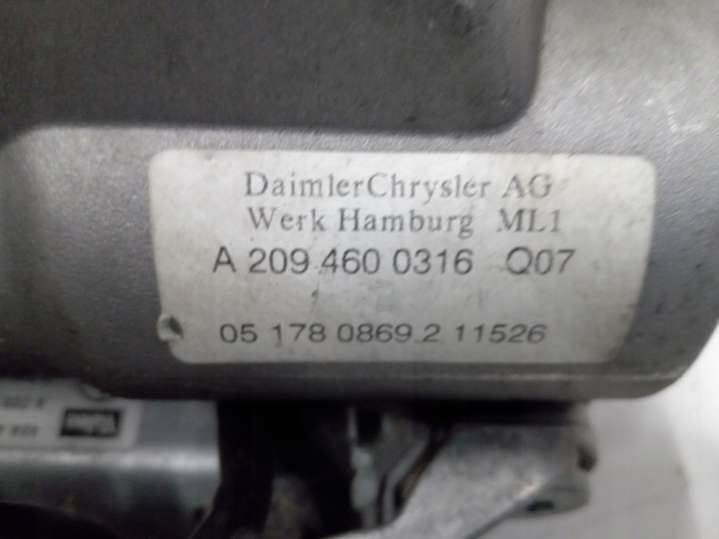 DaimlerChrysler AG
Werk Hamburg ML1
A 209 460 0316 Q07
05 178 0869 2 11526